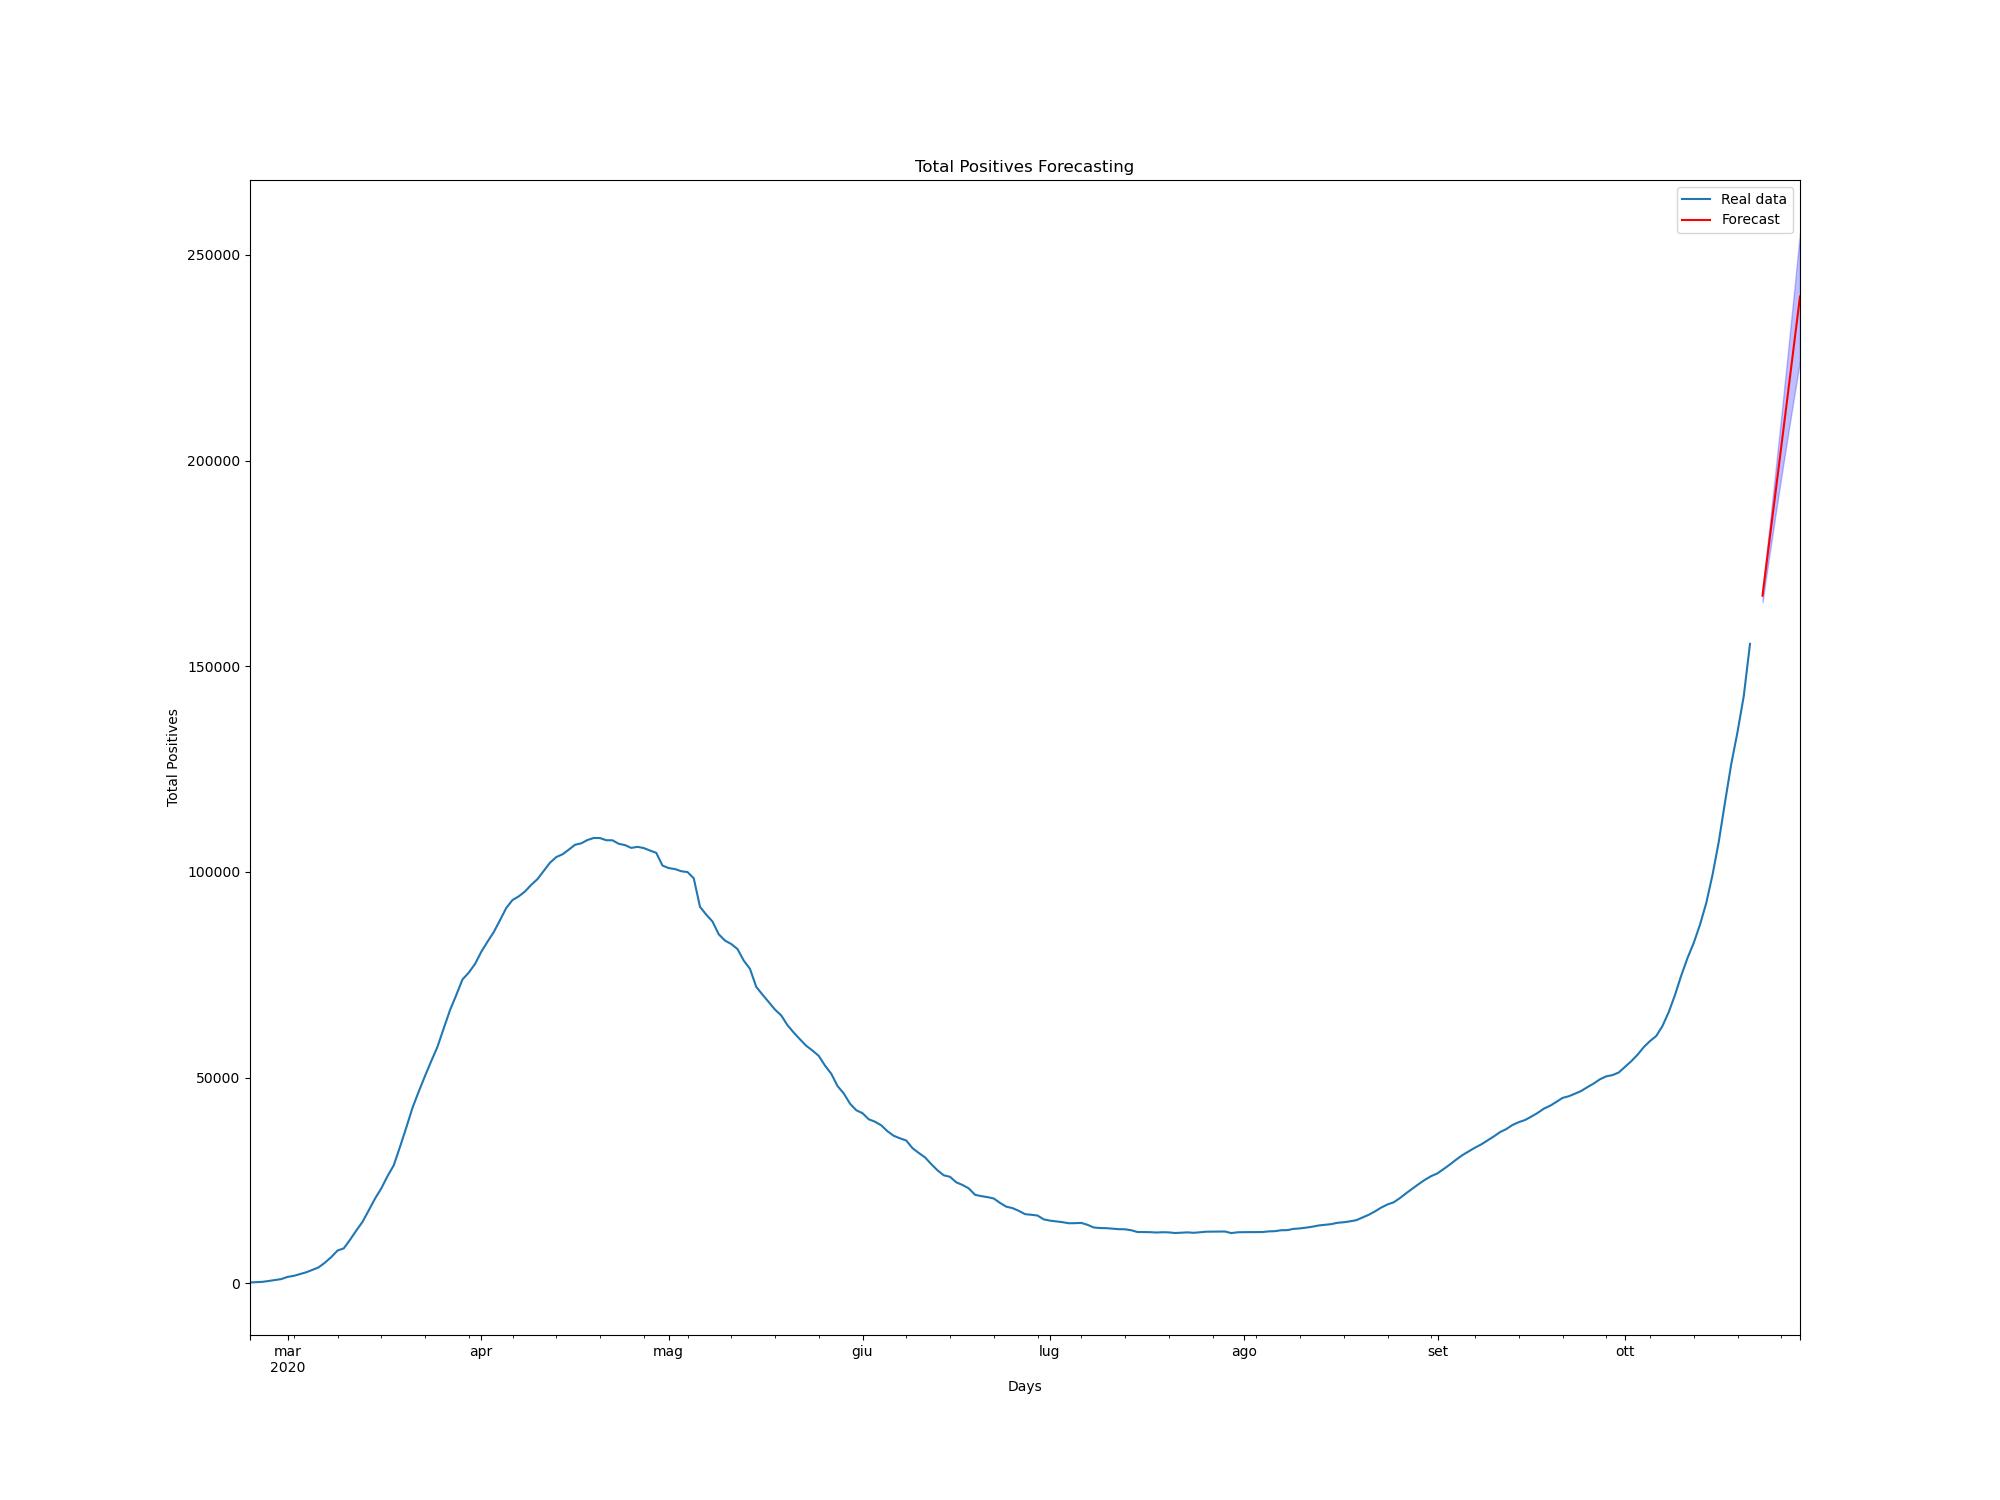 Total Positives Forecasting
Real data
Forecast
250000
200000
150000
100000
50000
0
Total Positives
mar apr mag giu lug ago set ott
2020
Days